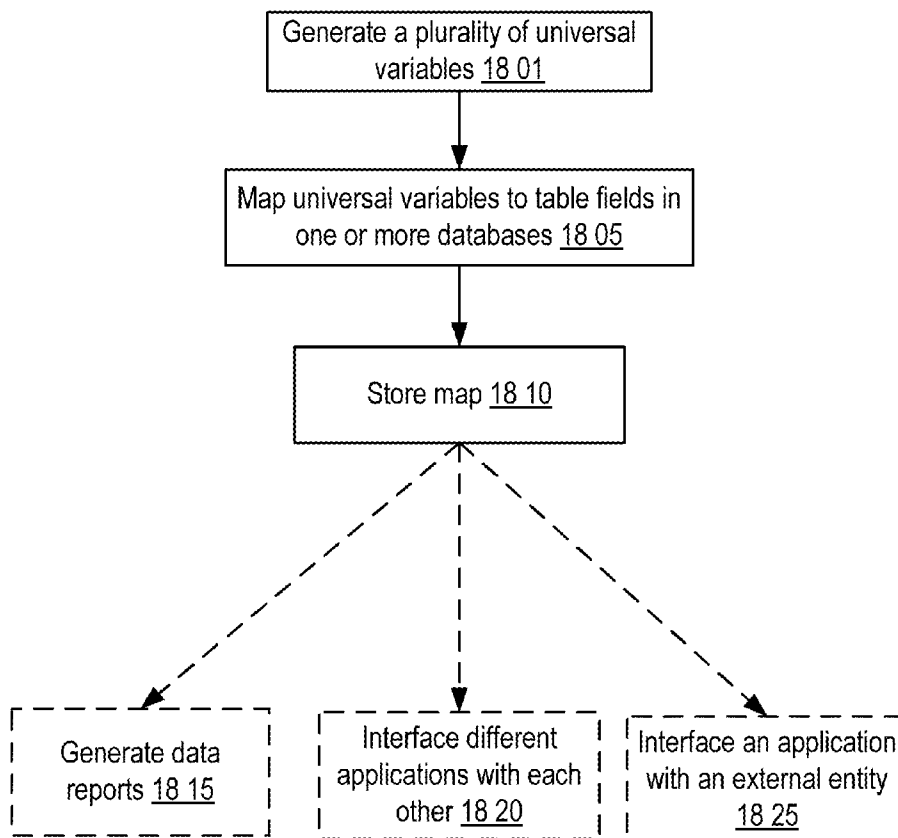 Generate a plurality of universal
variables 18 01
Map universal variables to table fields in
one or more databases 18 05
Store map 18 10
Generate data
reports 18 15
Interface different
applications with each
other 18 20
Interface an application
with an external entity
18 25